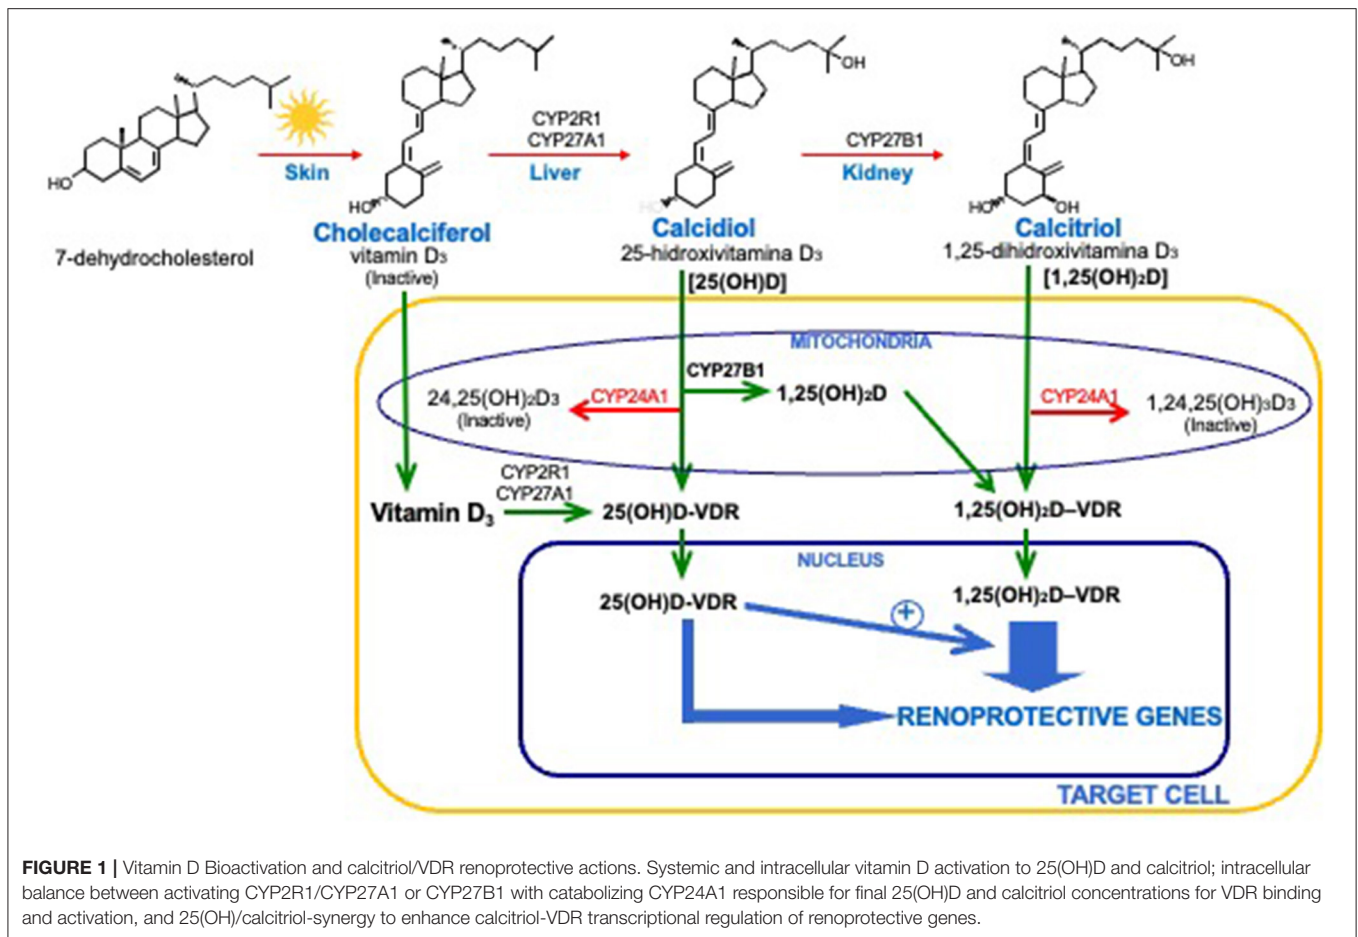 OH
OH
CYP2R1
CYP27A1
CYP27B1
HO
Skin
Liver
Kidney
HO
HO
HO
OH
Cholecalciferol
Calcidiol
Calcitriol
7-dehydrocholesterol
vitamin D3
25-hidroxivitamina D3
1,25-dihidroxivitamina D3
(Inactive)
[25(OH)D]
[1,25(OH)2D]
MITOCHONDRIA
CYP27B1
24,25(OH)2D3
CYP24A1
1,25(OH)2D
CYP24A1
1,24,25(OH)3D3
(Inactive)
(Inactive)
CYP2R1
CYP27A1
Vitamin D3
25(OH)D-VDR
1,25(OH)2D–VDR
NUCLEUS
25(OH)D-VDR
+
1,25(OH)2D–VDR
RENOPROTECTIVE GENES
TARGET CELL
FIGURE 1 | Vitamin D Bioactivation and calcitriol/VDR renoprotective actions. Systemic and intracellular vitamin D activation to 25(OH)D and calcitriol; intracellular
balance between activating CYP2R1/CYP27A1 or CYP27B1 with catabolizing CYP24A1 responsible for final 25(OH)D and calcitriol concentrations for VDR binding
and activation, and 25(OH)/calcitriol-synergy to enhance calcitriol-VDR transcriptional regulation of renoprotective genes.